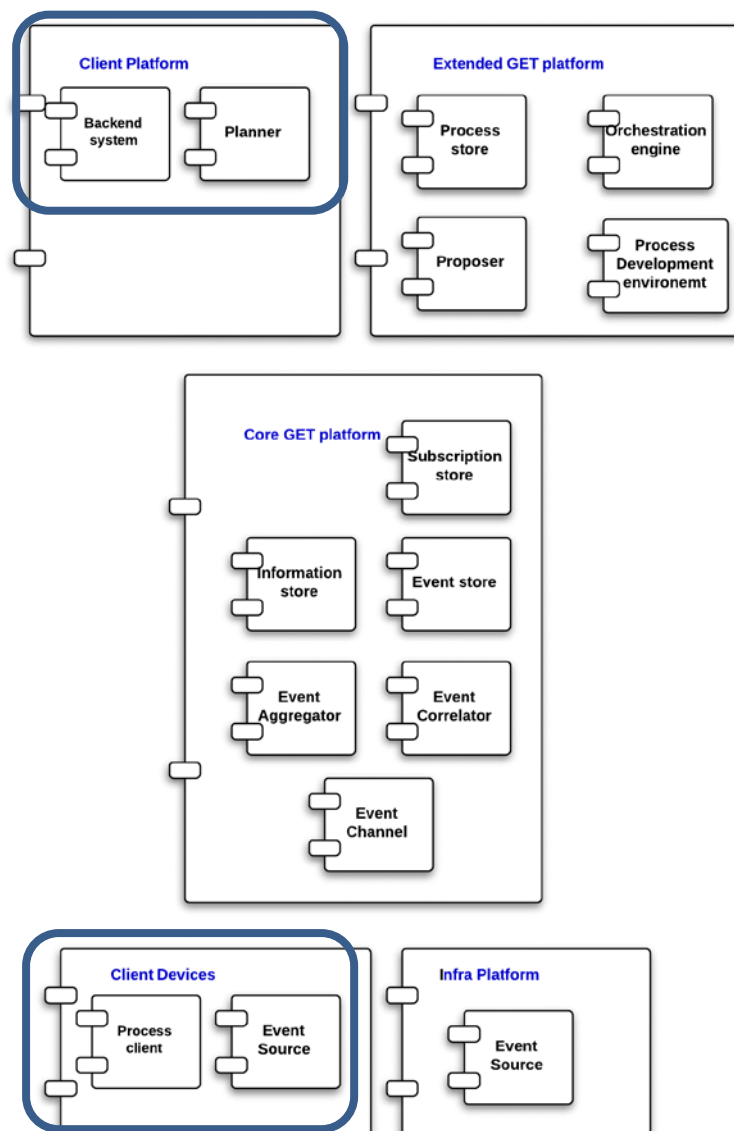 Client Platform
Backend
system
Planner
Extended GET platform
Process
store
Orchestration
engine
Proposer
Process
Development
environemt
Core GET platform
Subscription
store
Information
store
Event store
Event
Aggregator
Event
Correlator
Event
Channel
Client Devices
Process
client
Event
Source
Infra Platform
Event
Source